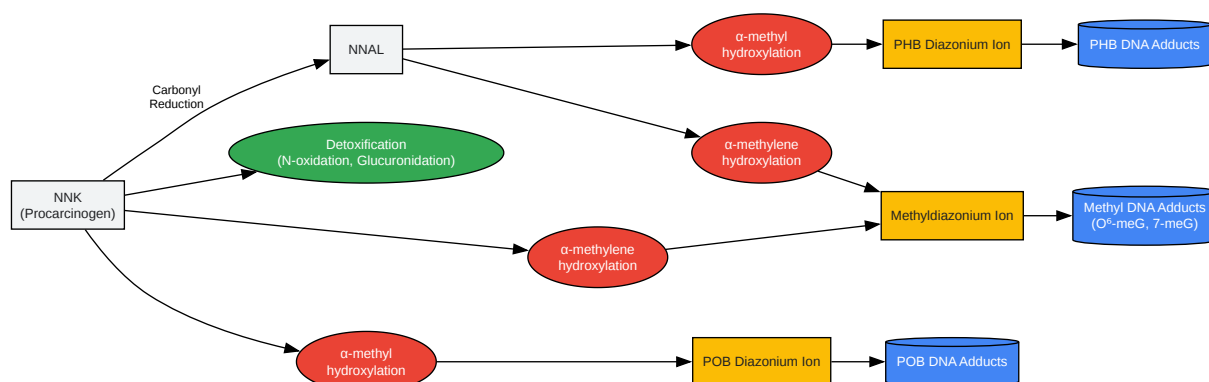 NNAL
α-methyl
hydroxylation
PHB Diazonium Ion
PHB DNA Adducts
Carbonyl
Reduction
Detoxification
(N-oxidation, Glucuronidation)
α-methylene
hydroxylation
NNK
(Procarcinogen)
Methyldiazonium Ion
Methyl DNA Adducts
(O⁶-meG, 7-meG)
α-methylene
hydroxylation
α-methyl
hydroxylation
POB Diazonium Ion
POB DNA Adducts